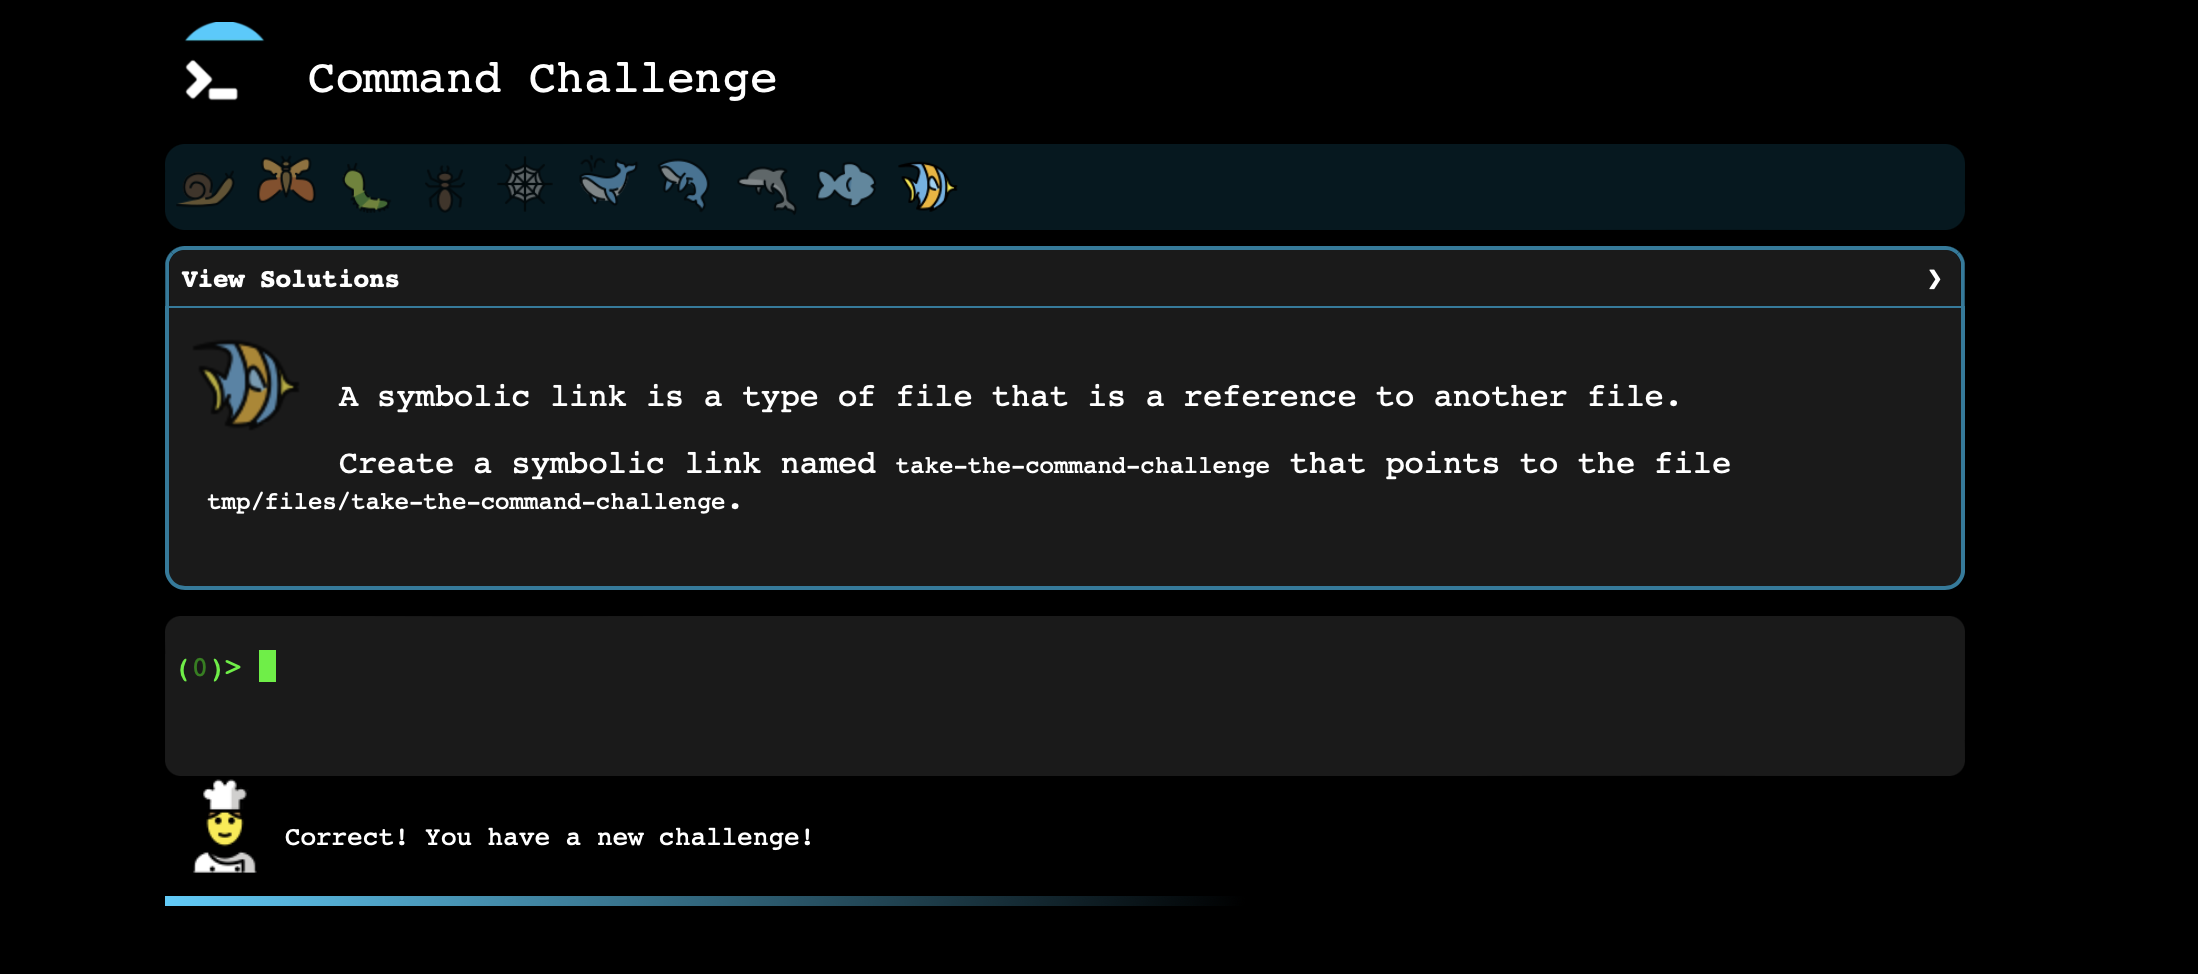 Command Challenge
View Solutions ❯
A symbolic link is a type of file that is a reference to another file.
Create a symbolic link named take-the-command-challenge that points to the file
tmp/files/take-the-command-challenge.
(0)>
Correct! You have a new challenge!